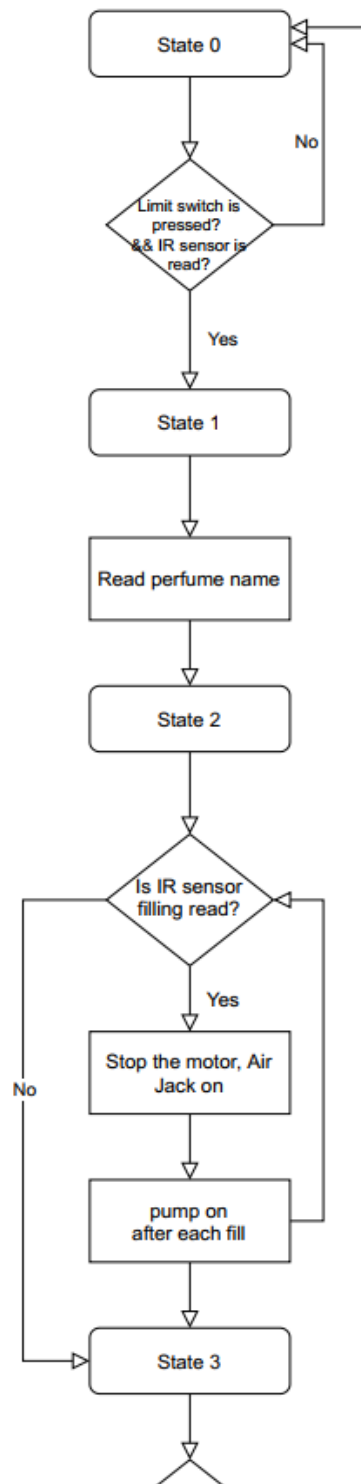 State 0
No
Limit switch is
pressed?
&& IR sensor is
read?
Yes
State 1
Read perfume name
State 2
Is IR sensor
filling read?
Yes
Stop the motor, Air
Jack on
No
pump on
after each fill
State 3